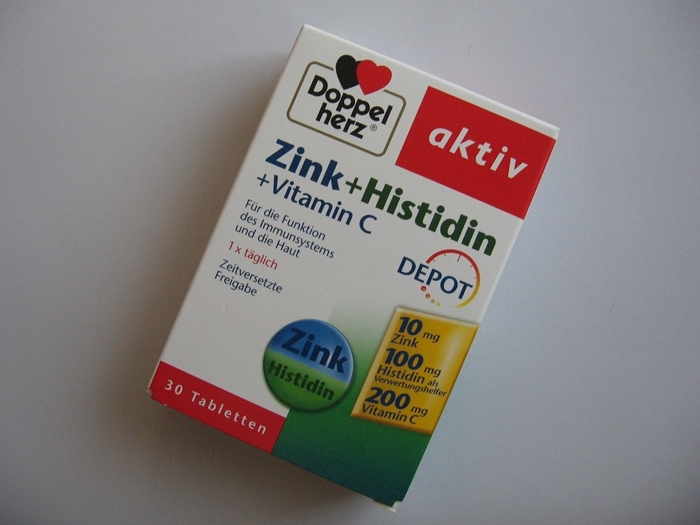 Doppel
herz®
aktiv
Zink+Histidin
+Vitamin C
Für die Funktion
des Immunsystems
und die Haut
1 x täglich
Zeitversetzte
Freigabe
DEPOT
Zink
Histidin
10 mg
Zink
100 mg
Histidin als
Verwertungshelfer
200 mg
Vitamin C
30 Tabletten